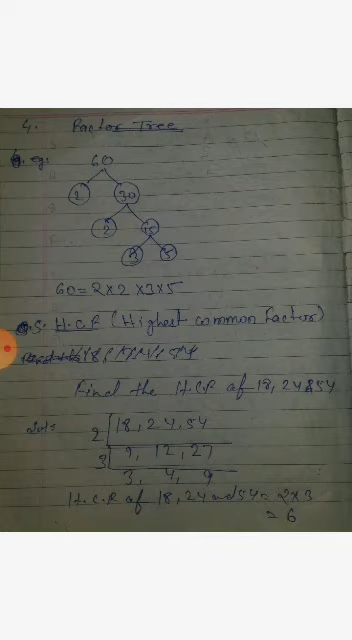 4. Factor Tree
eg: 60
2 30
2 15
3 5
60 = 2 x 2 x 3 x 5
5. H.C.F (Highest common factor)
Find the H.C.F of 18, 24 & 54
Sol:
2 18, 24, 54
3 9, 12, 27
3, 4, 9
H.C.F of 18, 24 and 54 = 2x3
= 6